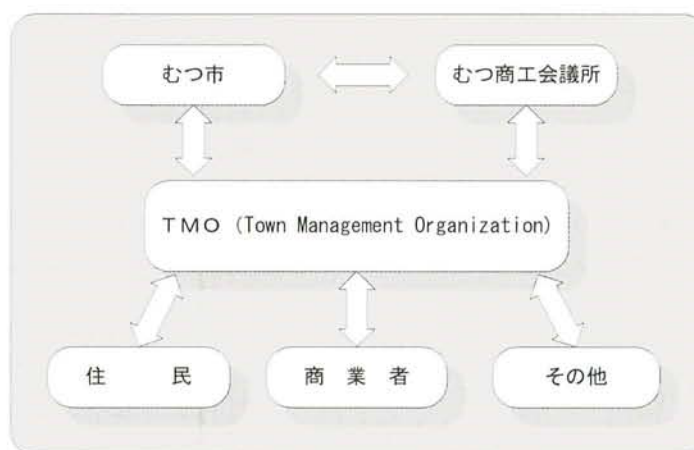 むつ市
むつ商工会議所
TMO (Town Management Organization)
住民
商業者
その他